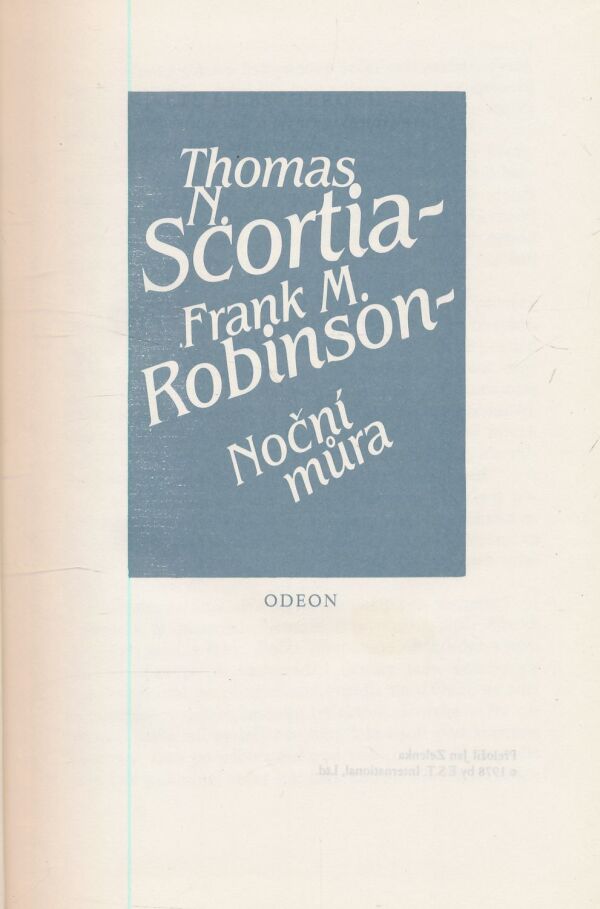 Thomas
N.
Scortia-
Frank M.
Robinson-
Noční
můra
ODEON
Přeložil Jan Zelenka
© 1978 by F.S.T. International, Ltd.